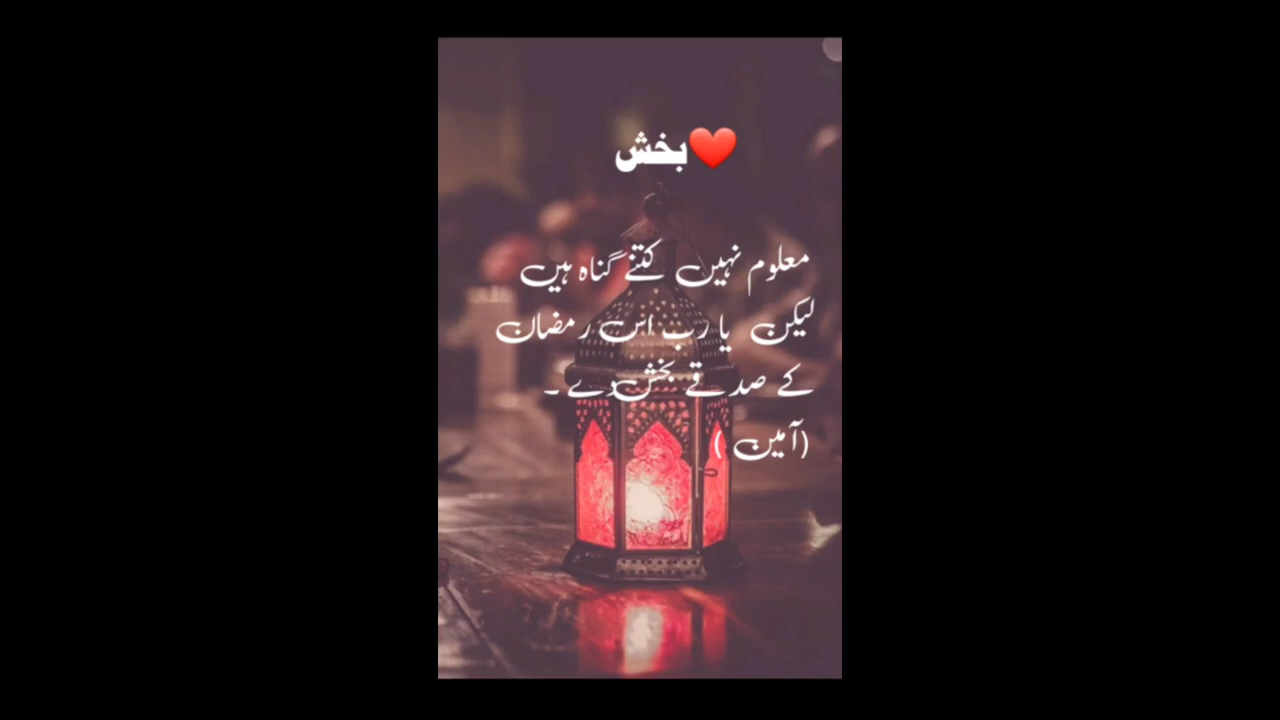 ❤️بخش
معلوم نہیں کتنے گناہ ہیں
لیکن یا رب اس رمضان
کے صدقے بخش دے ۔
(آمین )